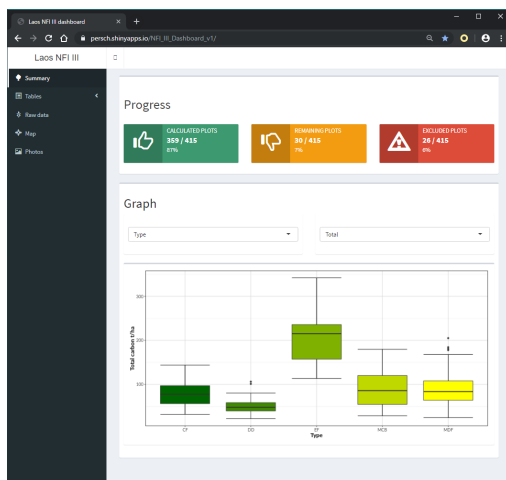 Laos NFI III dashboard
persch.shinyapps.io/NFI_III_Dashboard_v1/
Laos NFI III
Summary
Tables
Raw data
Map
Photos
Progress
CALCULATED PLOTS
359 / 415
87%
REMAINING PLOTS
30 / 415
7%
EXCLUDED PLOTS
26 / 415
6%
Graph
Type
Total
Total carbon t/ha
300
200
100
CF
DD
EF
MCB
MDF
Type